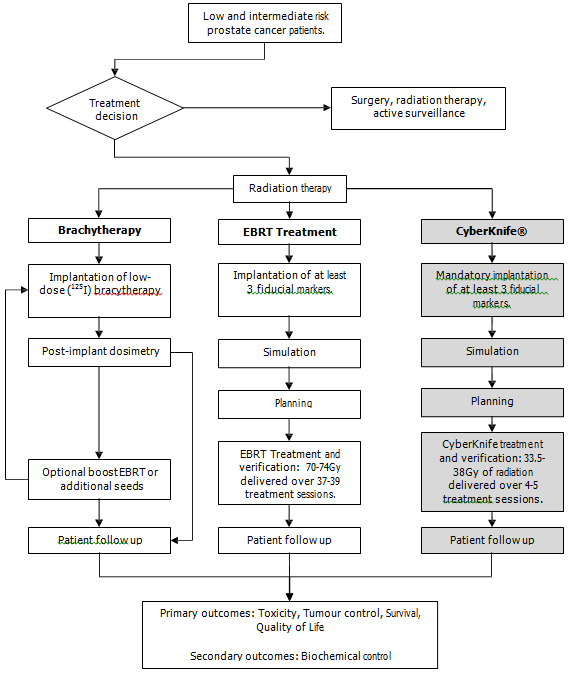 Low and intermediate risk
prostate cancer patients.
Treatment
decision
Surgery, radiation therapy,
active surveillance
Radiation therapy
Brachytherapy
Implantation of low-
dose (¹²⁵I) bracytherapy
Post-implant dosimetry
Optional boost EBRT or
additional seeds
Patient follow up
EBRT Treatment
Implantation of at least
3 fiducial markers.
Simulation
Planning
EBRT Treatment and
verification: 70-74Gy
delivered over 37-39
treatment sessions.
Patient follow up
CyberKnife®
Mandatory implantation
of at least 3 fiducial
markers.
Simulation
Planning
CyberKnife treatment
and verification: 33.5-
38Gy of radiation
delivered over 4-5
treatment sessions.
Patient follow up
Primary outcomes: Toxicity, Tumour control, Survival,
Quality of Life
Secondary outcomes: Biochemical control